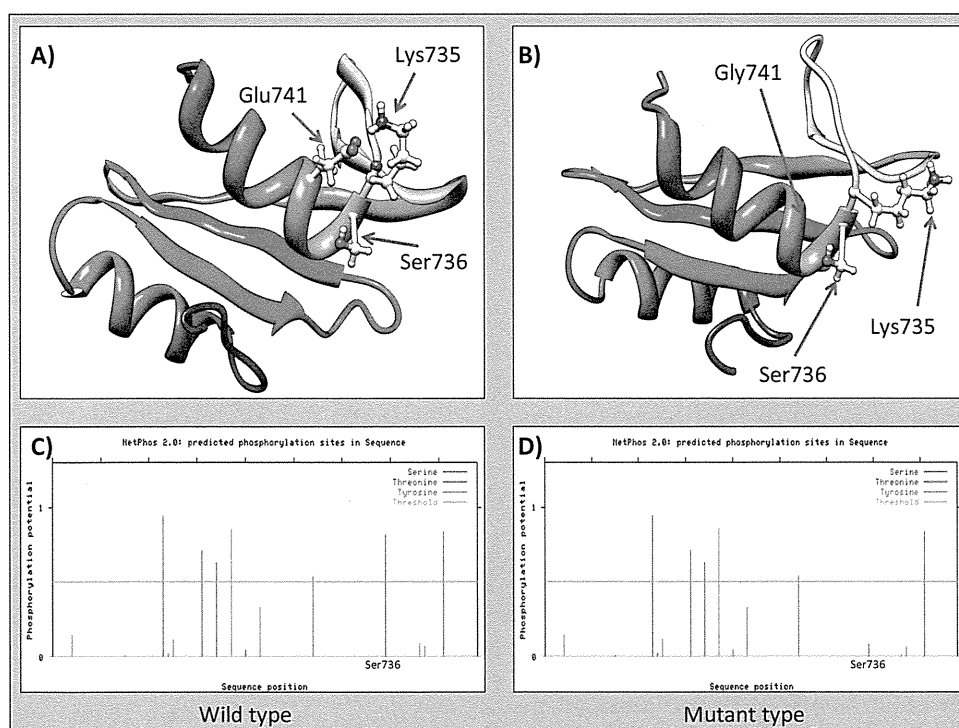 A)
Lys735
Glu741
Ser736
B)
Gly741
Lys735
Ser736
C)
NetPhos 2.0: predicted phosphorylation sites in Sequence
Serine
Threonine
Tyrosine
Threshold
Phosphorylation potential
1
0
Ser736
Sequence position
Wild type
D)
NetPhos 2.0: predicted phosphorylation sites in Sequence
Serine
Threonine
Tyrosine
Threshold
Phosphorylation potential
1
0
Ser736
Sequence position
Mutant type